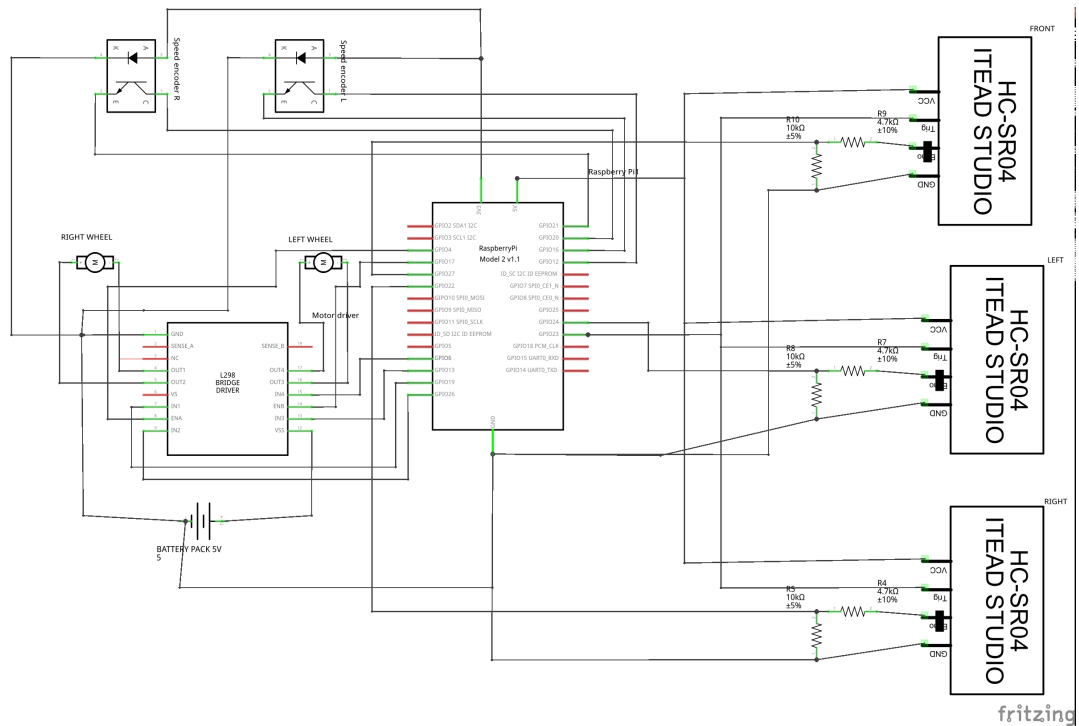 Speed encoder R
K
A
E
C
Speed encoder L
K
A
E
C
FRONT
HC-SR04
ITEAD STUDIO
VCC
Trig
GND
R10
10kΩ
±5%
R9
4.7kΩ
±10%
Raspberry Pi1
RaspberryPi
Model 2 v1.1
GPIO2 SDA1 I2C
GPIO3 SCL1 I2C
GPIO4
GPIO17
GPIO27
GPIO22
GPIO10 SPI0_MOSI
GPIO9 SPI0_MISO
GPIO11 SPI0_SCLK
ID_SD I2C ID EEPROM
GPIO5
GPIO6
GPIO13
GPIO19
GPIO26
GPIO21
GPIO20
GPIO16
GPIO12
ID_SC I2C ID EEPROM
GPIO7 SPI0_CE1_N
GPIO8 SPI0_CE0_N
GPIO25
GPIO24
GPIO23
GPIO18 PCM_CLK
GPIO15 UART0_RXD
GPIO14 UART0_TXD
GND
3V3
5V
RIGHT WHEEL
M
LEFT WHEEL
M
Motor driver
L298
BRIDGE
DRIVER
GND
SENSE_A
NC
OUT1
OUT2
VS
IN1
ENA
IN2
SENSE_B
OUT4
OUT3
IN4
ENB
IN3
VSS
LEFT
HC-SR04
ITEAD STUDIO
VCC
Trig
GND
R8
10kΩ
±5%
R7
4.7kΩ
±10%
BATTERY PACK 5V
5
RIGHT
HC-SR04
ITEAD STUDIO
VCC
Trig
GND
R5
10kΩ
±5%
R4
4.7kΩ
±10%
fritzing